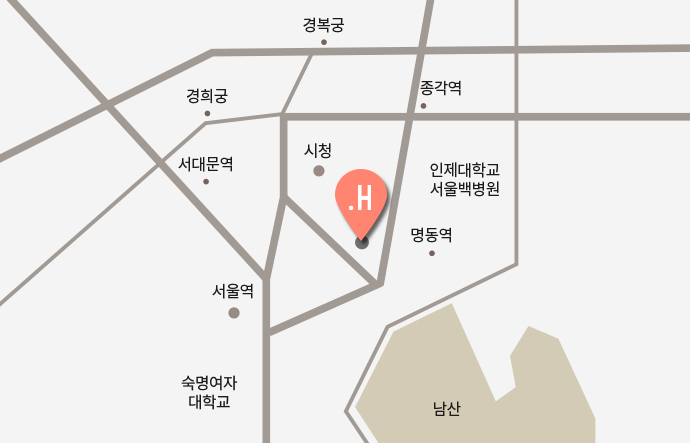 경복궁
종각역
경희궁
시청
서대문역
인제대학교
서울백병원
.H
명동역
서울역
숙명여자
대학교
남산